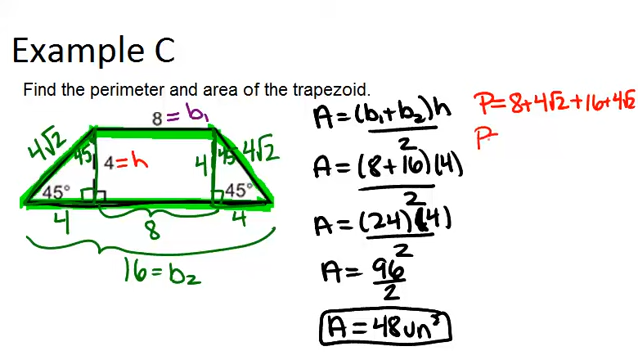 Example C
Find the perimeter and area of the trapezoid.
8 = b₁
4√2
45
4 = h
4
45
4√2
45°
45°
4
8
4
16 = b₂
A = (b₁+b₂)h / 2
A = (8 + 16)(4) / 2
A = (24)(4) / 2
A = 96 / 2
A = 48un³
P = 8+4√2+16+4√2
P =